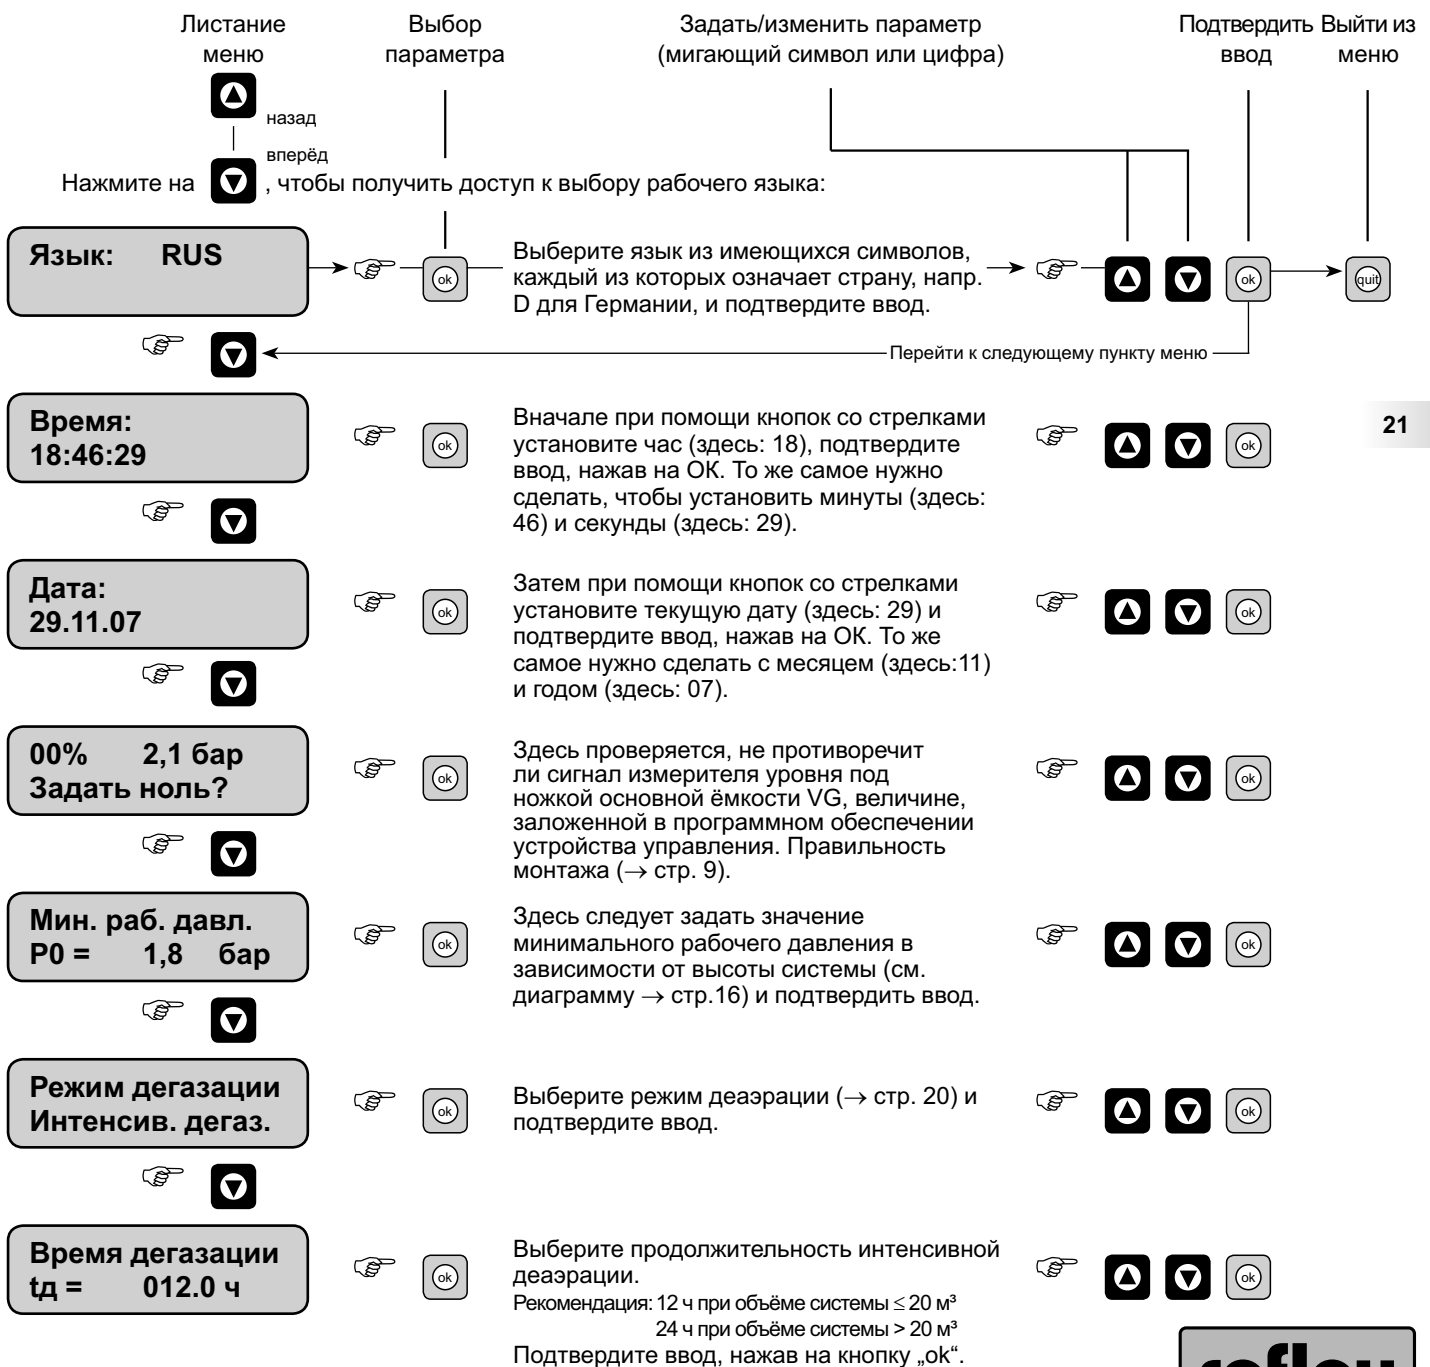 Листание меню
Выбор параметра
Задать/изменить параметр
(мигающий символ или цифра)
Подтвердить ввод
Выйти из меню
назад
вперёд
Нажмите на , чтобы получить доступ к выбору рабочего языка:
Язык: RUS
ok
Выберите язык из имеющихся символов,
каждый из которых означает страну, напр.
D для Германии, и подтвердите ввод.
ok
quit
Перейти к следующему пункту меню
Время:
18:46:29
ok
Вначале при помощи кнопок со стрелками
установите час (здесь: 18), подтвердите
ввод, нажав на ОК. То же самое нужно
сделать, чтобы установить минуты (здесь:
46) и секунды (здесь: 29).
ok
21
Дата:
29.11.07
ok
Затем при помощи кнопок со стрелками
установите текущую дату (здесь: 29) и
подтвердите ввод, нажав на ОК. То же
самое нужно сделать с месяцем (здесь:11)
и годом (здесь: 07).
ok
00% 2,1 бар
Задать ноль?
ok
Здесь проверяется, не противоречит
ли сигнал измерителя уровня под
ножкой основной ёмкости VG, величине,
заложенной в программном обеспечении
устройства управления. Правильность
монтажа (→ стр. 9).
ok
Мин. раб. давл.
P0 = 1,8 бар
ok
Здесь следует задать значение
минимального рабочего давления в
зависимости от высоты системы (см.
диаграмму → стр.16) и подтвердить ввод.
ok
Режим дегазации
Интенсив. дегаз.
ok
Выберите режим деаэрации (→ стр. 20) и
подтвердите ввод.
ok
Время дегазации
tд = 012.0 ч
ok
Выберите продолжительность интенсивной
деаэрации.
Рекомендация: 12 ч при объёме системы ≤ 20 м³
24 ч при объёме системы > 20 м³
Подтвердите ввод, нажав на кнопку „ok“.
ok
reflex